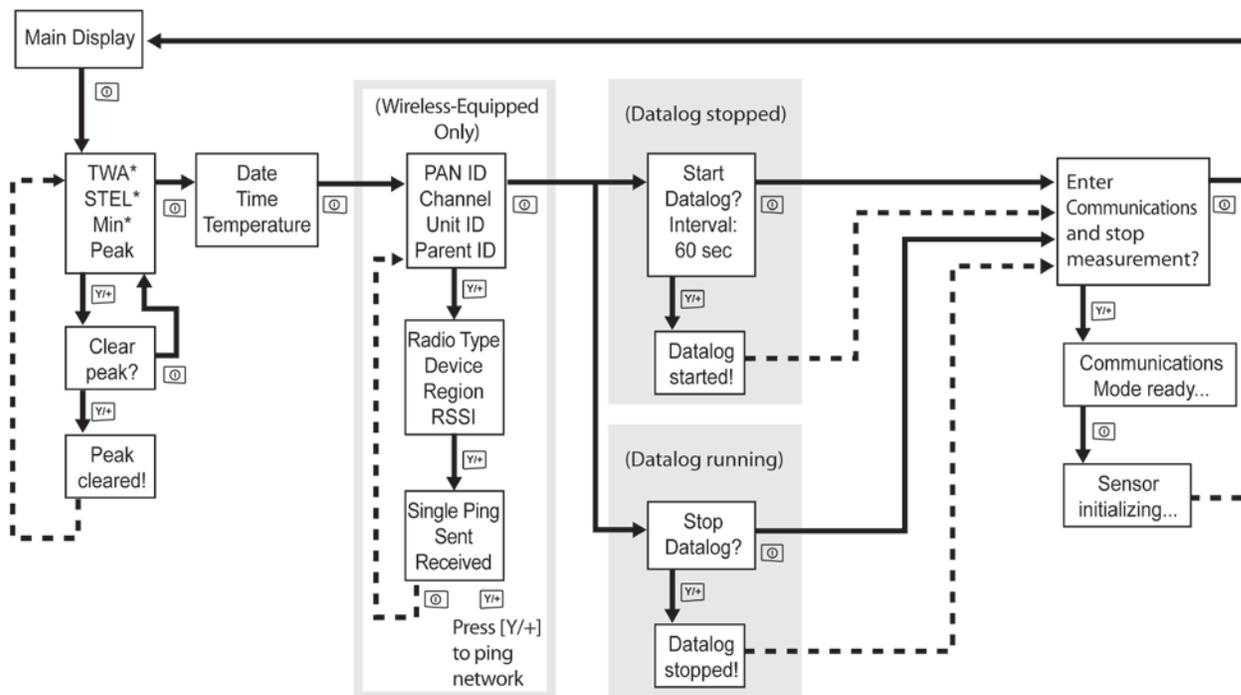 Main Display
TWA*
STEL*
Min*
Peak
Y/+
Clear
peak?
Y/+
Peak
cleared!
Date
Time
Temperature
(Wireless-Equipped
Only)
PAN ID
Channel
Unit ID
Parent ID
Y/+
Radio Type
Device
Region
RSSI
Y/+
Single Ping
Sent
Received
Y/+
Press [Y/+]
to ping
network
(Datalog stopped)
Start
Datalog?
Interval:
60 sec
Y/+
Datalog
started!
(Datalog running)
Stop
Datalog?
Y/+
Datalog
stopped!
Enter
Communications
and stop
measurement?
Y/+
Communications
Mode ready...
Sensor
initializing...